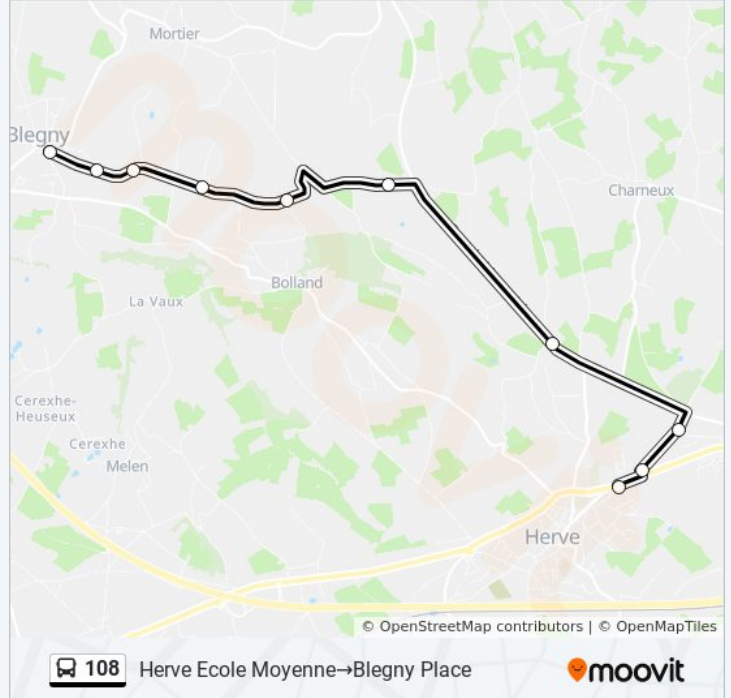 Mortier
Blegny
Charneux
Bolland
La Vaux
Cerexhe-
Heuseux
Cerexhe
Melen
Herve
© OpenStreetMap contributors | © OpenMapTiles
108 Herve Ecole Moyenne→Blegny Place
moovit